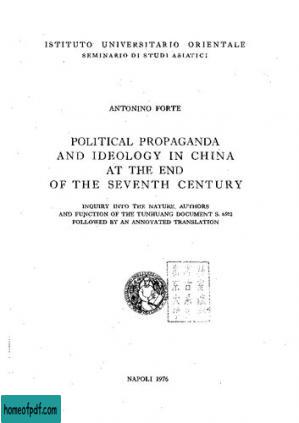 ISTITUTO UNIVERSITARIO ORIENTALE
SEMINARIO DI STUDI ASIATICI
ANTONINO FORTE
POLITICAL PROPAGANDA
AND IDEOLOGY IN CHINA
AT THE END
OF THE SEVENTH CENTURY
INQUIRY INTO THE NATURE, AUTHORS
AND FUNCTION OF THE TUNHUANG DOCUMENT S. 6502
FOLLOWED BY AN ANNOTATED TRANSLATION
NAPOLI 1976
homeofpdf.com